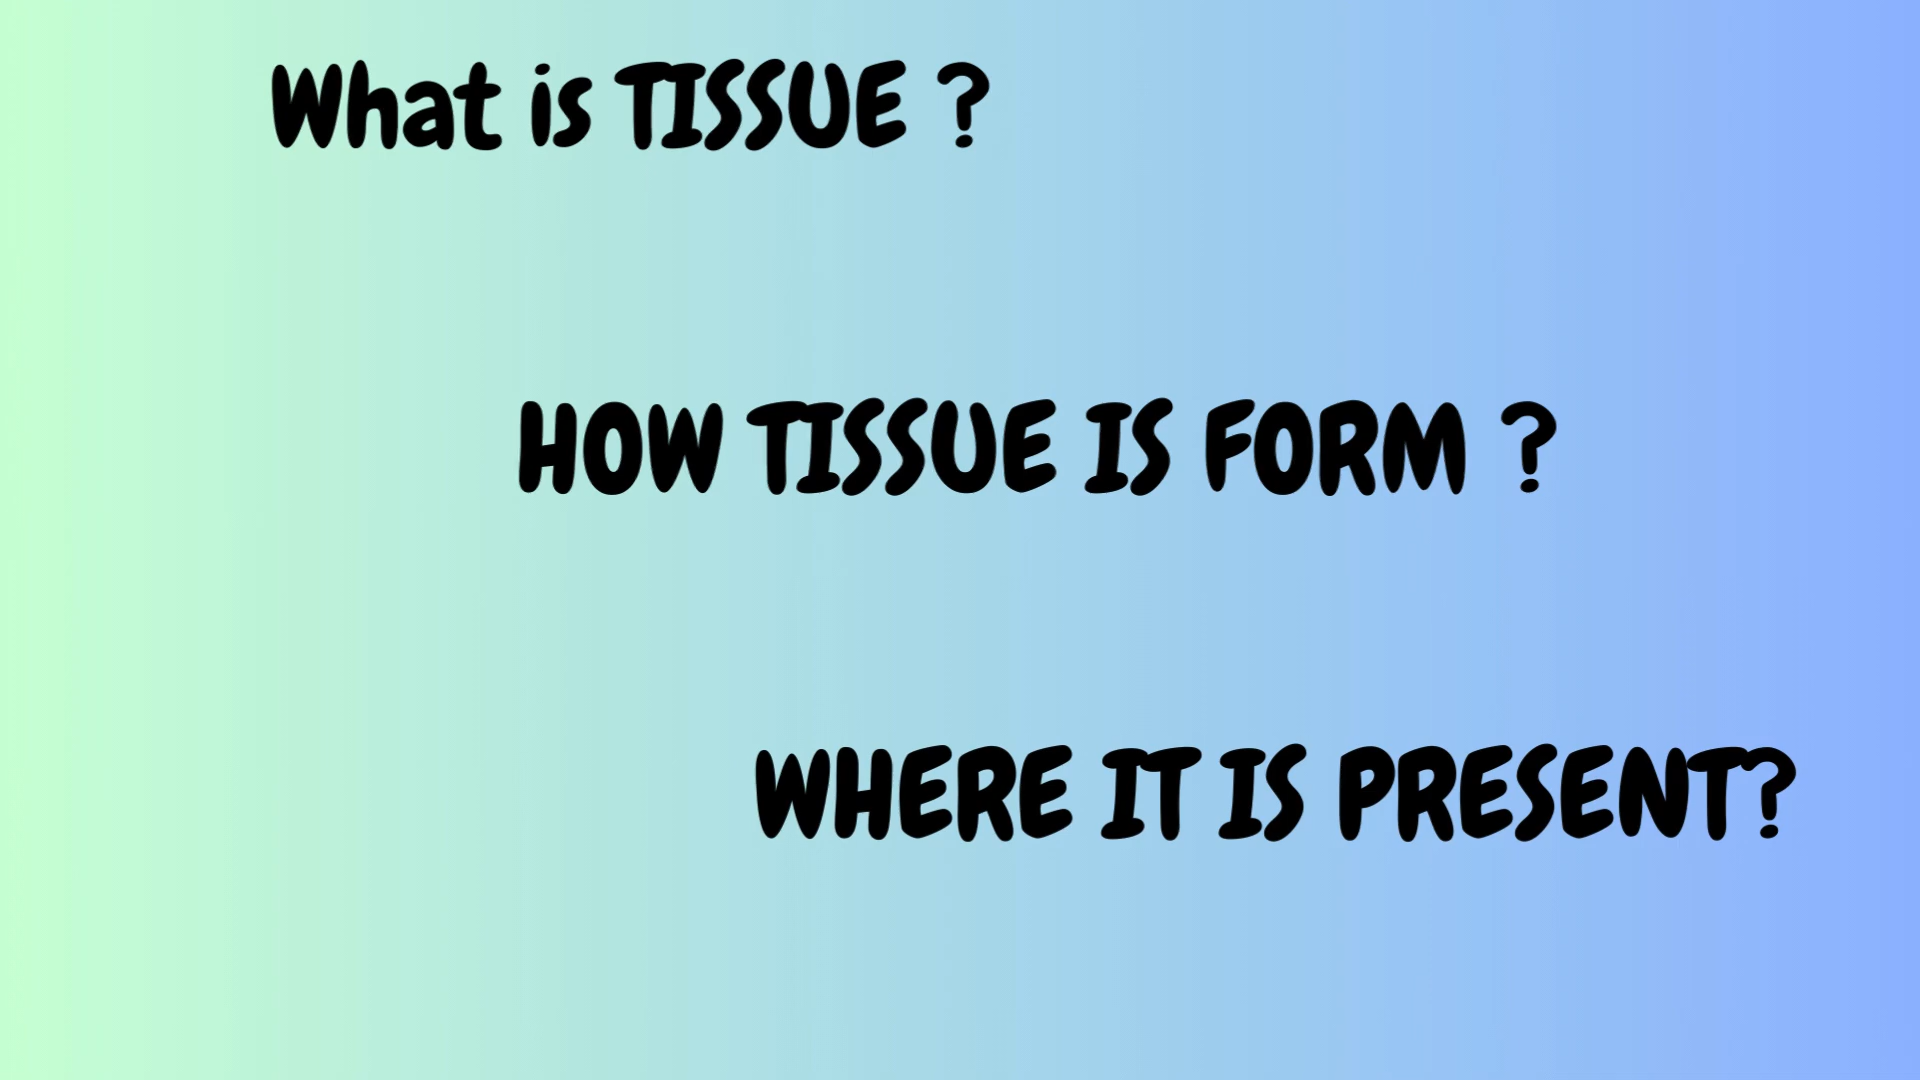 What is TISSUE ?
HOW TISSUE IS FORM ?
WHERE IT IS PRESENT?